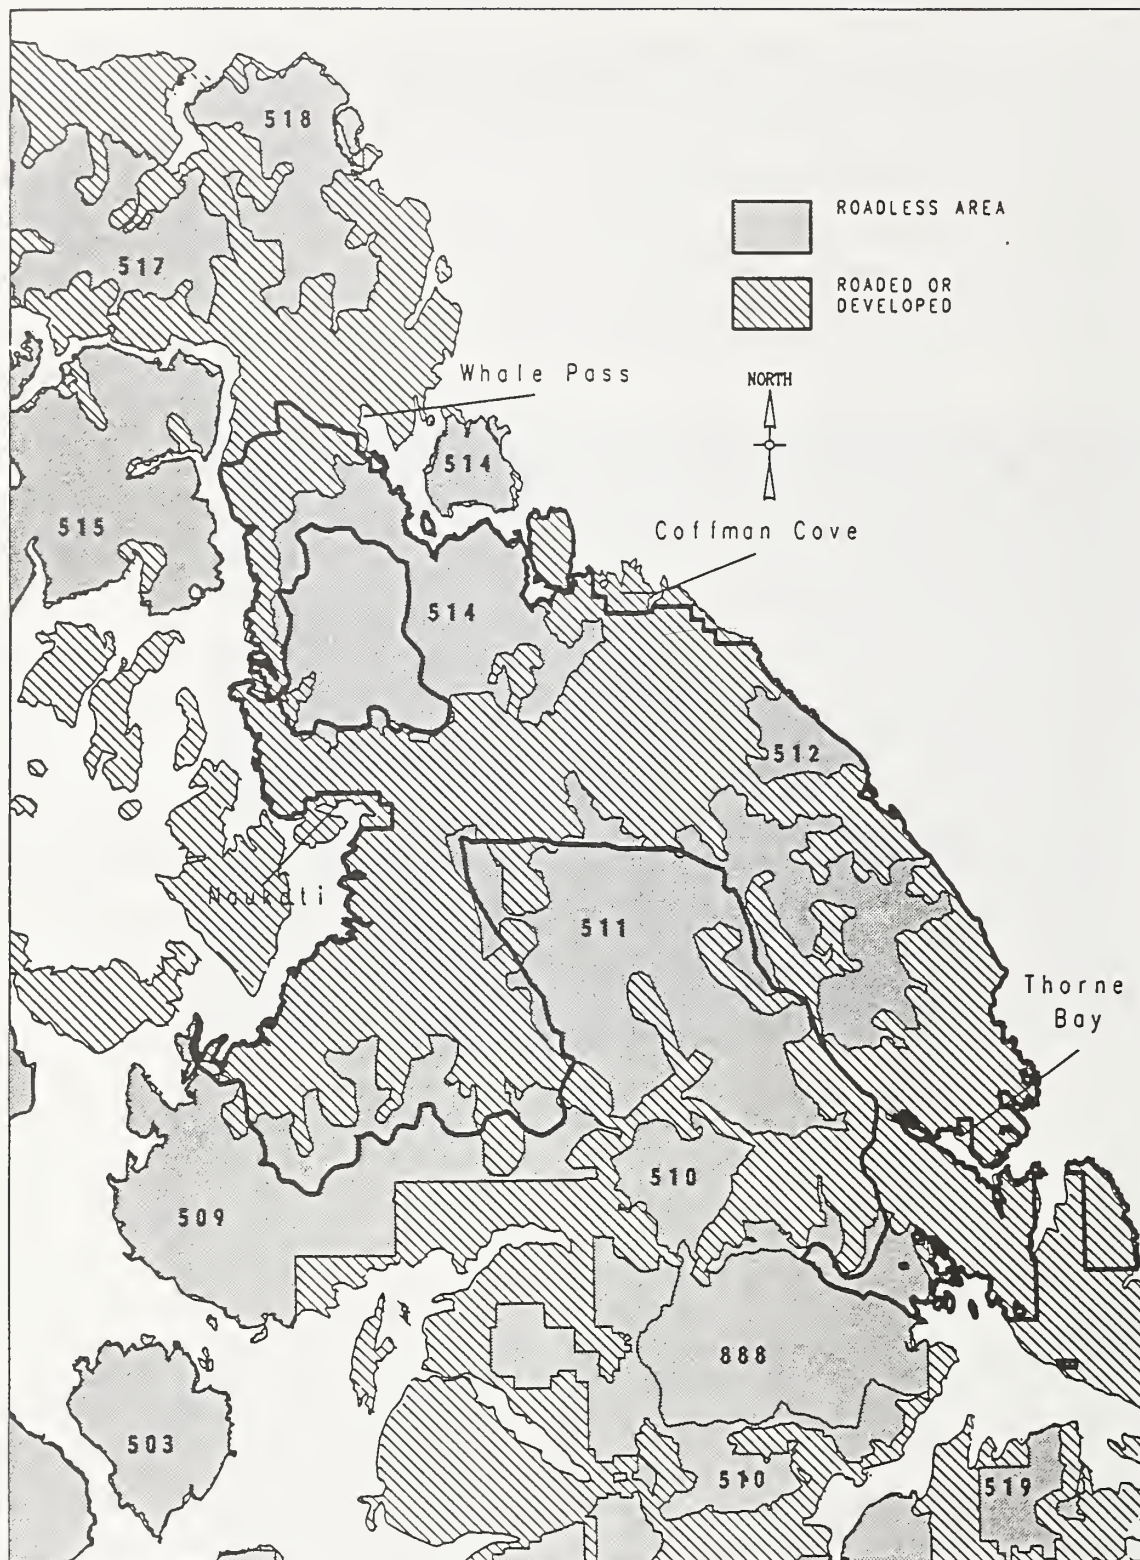 518
ROADLESS AREA
517
ROADED OR
DEVELOPED
Whale Pass
NORTH
514
515
Coffman Cove
514
512
Naukati
511
Thorne
Bay
510
509
888
503
510
519